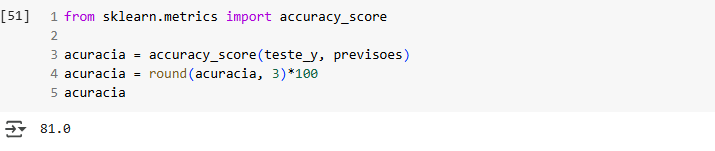 [51]
1 from sklearn.metrics import accuracy_score
2
3 acuracia = accuracy_score(teste_y, previsoes)
4 acuracia = round(acuracia, 3)*100
5 acuracia
81.0